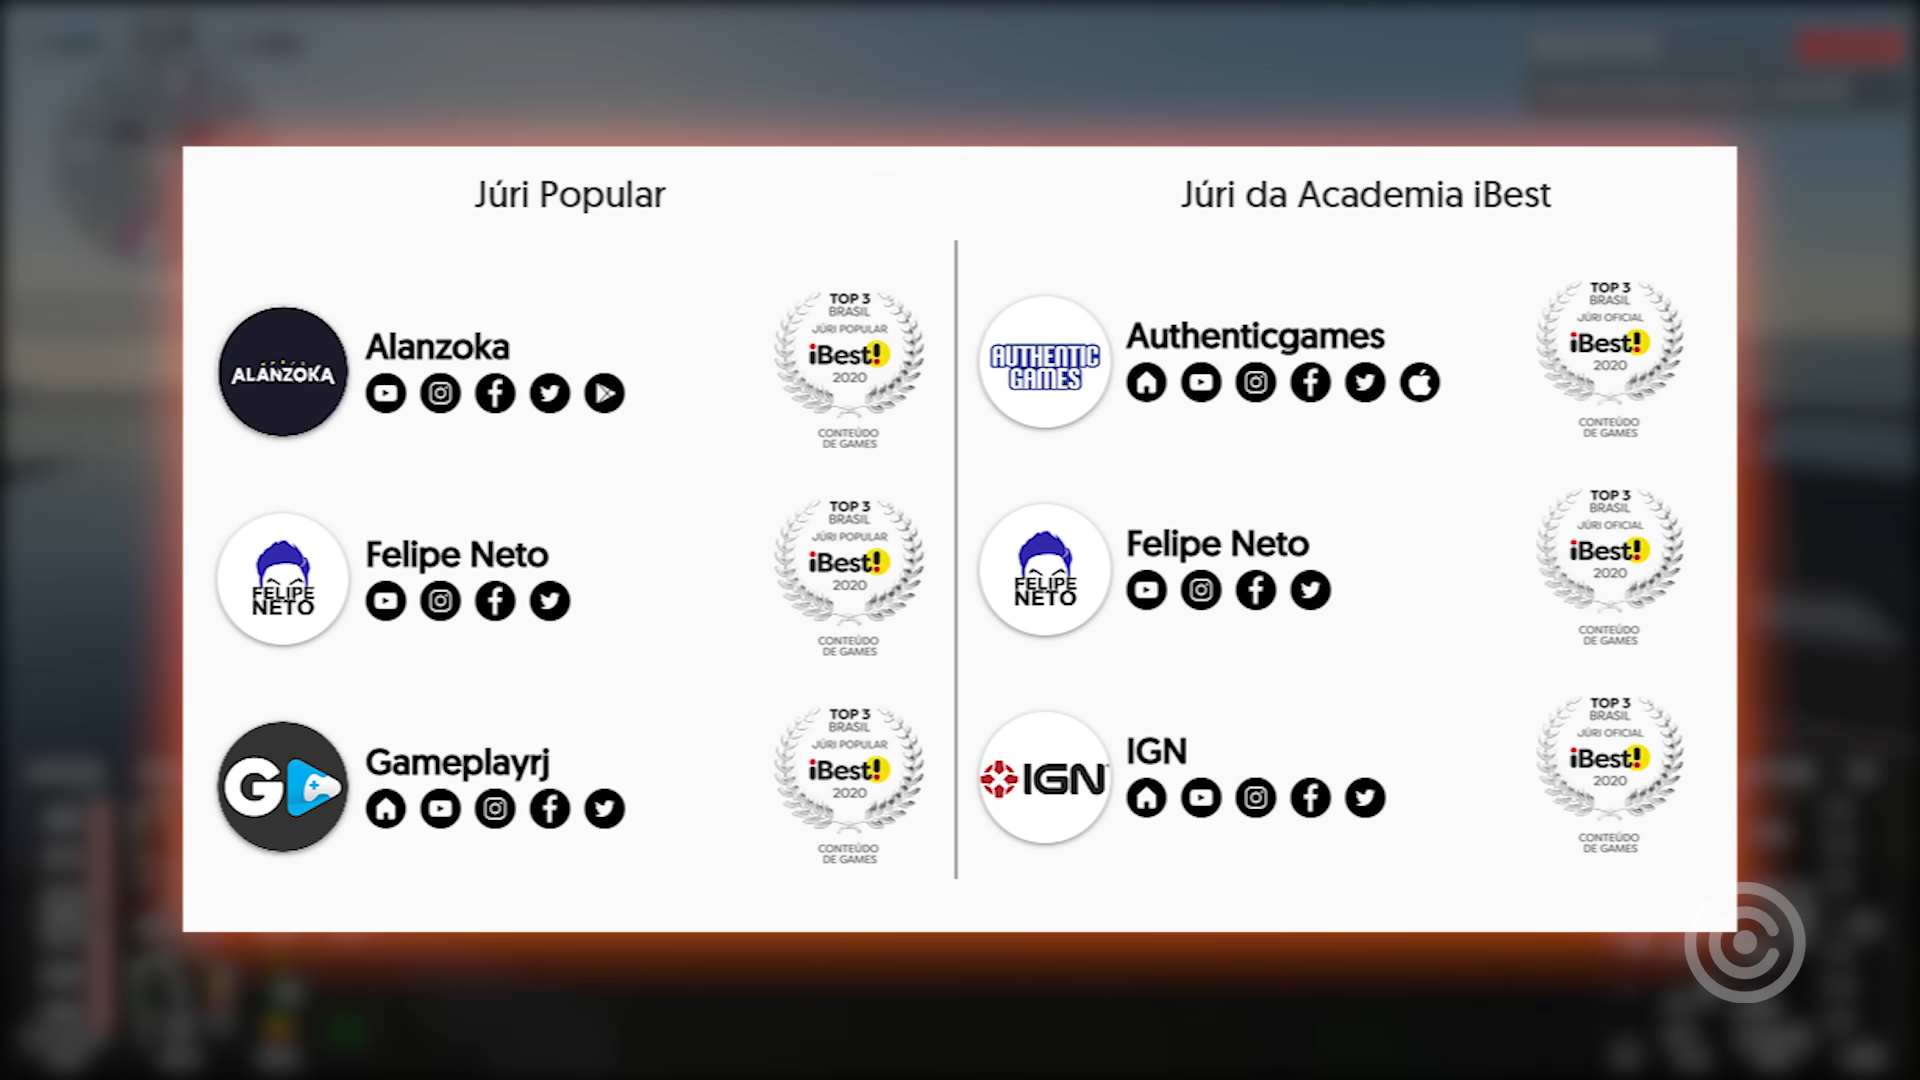 Júri Popular
ALANZOKA
Alanzoka
TOP 3
BRASIL
JÚRI POPULAR
iBest!
2020
CONTEÚDO
DE GAMES
FELIPE
NETO
Felipe Neto
TOP 3
BRASIL
JÚRI POPULAR
iBest!
2020
CONTEÚDO
DE GAMES
G
Gameplayrj
TOP 3
BRASIL
JÚRI POPULAR
iBest!
2020
CONTEÚDO
DE GAMES
Júri da Academia iBest
AUTHENTIC
GAMES
Authenticgames
TOP 3
BRASIL
JÚRI OFICIAL
iBest!
2020
CONTEÚDO
DE GAMES
FELIPE
NETO
Felipe Neto
TOP 3
BRASIL
JÚRI OFICIAL
iBest!
2020
CONTEÚDO
DE GAMES
IGN
IGN
TOP 3
BRASIL
JÚRI OFICIAL
iBest!
2020
CONTEÚDO
DE GAMES